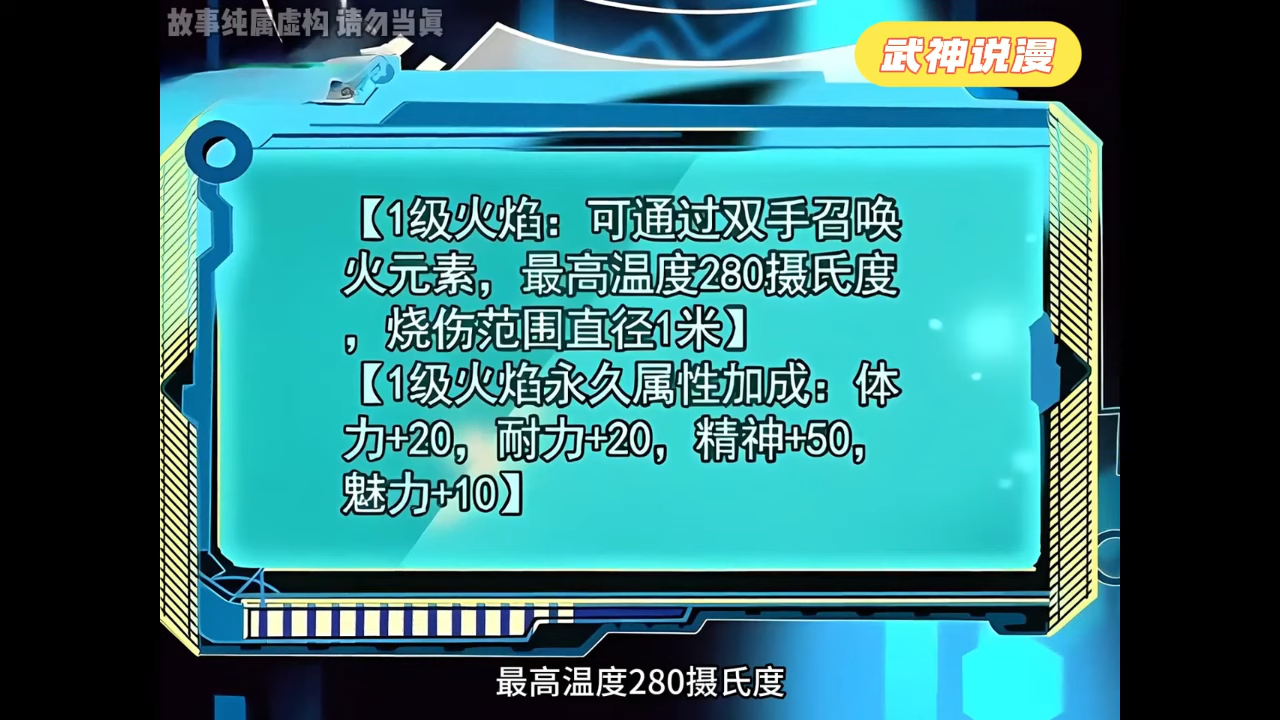 故事纯属虚构 请勿当真
武神说漫
【1级火焰：可通过双手召唤
火元素，最高温度280摄氏度
，烧伤范围直径1米】
【1级火焰永久属性加成：体
力+20，耐力+20，精神+50，
魅力+10】
最高温度280摄氏度